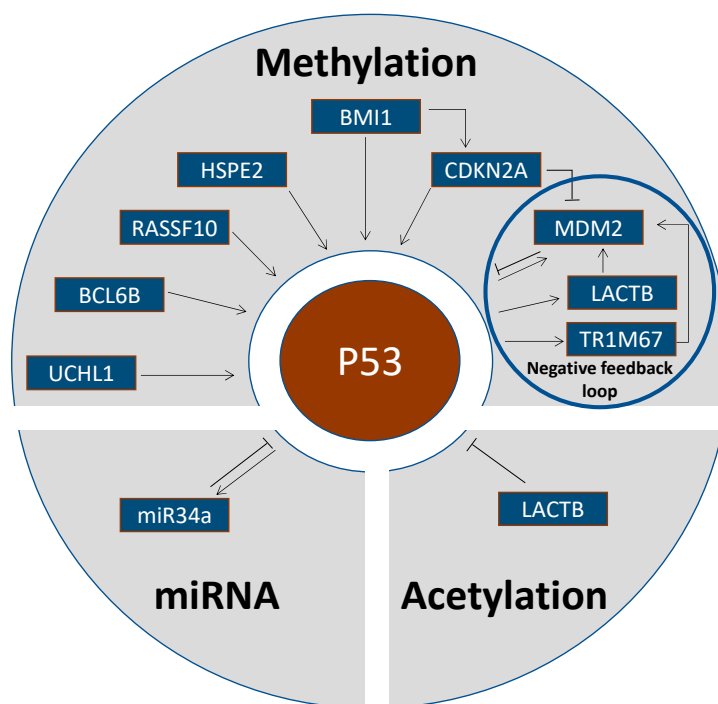 Methylation
BMI1
HSPE2
CDKN2A
RASSF10
MDM2
BCL6B
LACTB
TR1M67
P53
UCHL1
Negative feedback
loop
miR34a
LACTB
miRNA
Acetylation